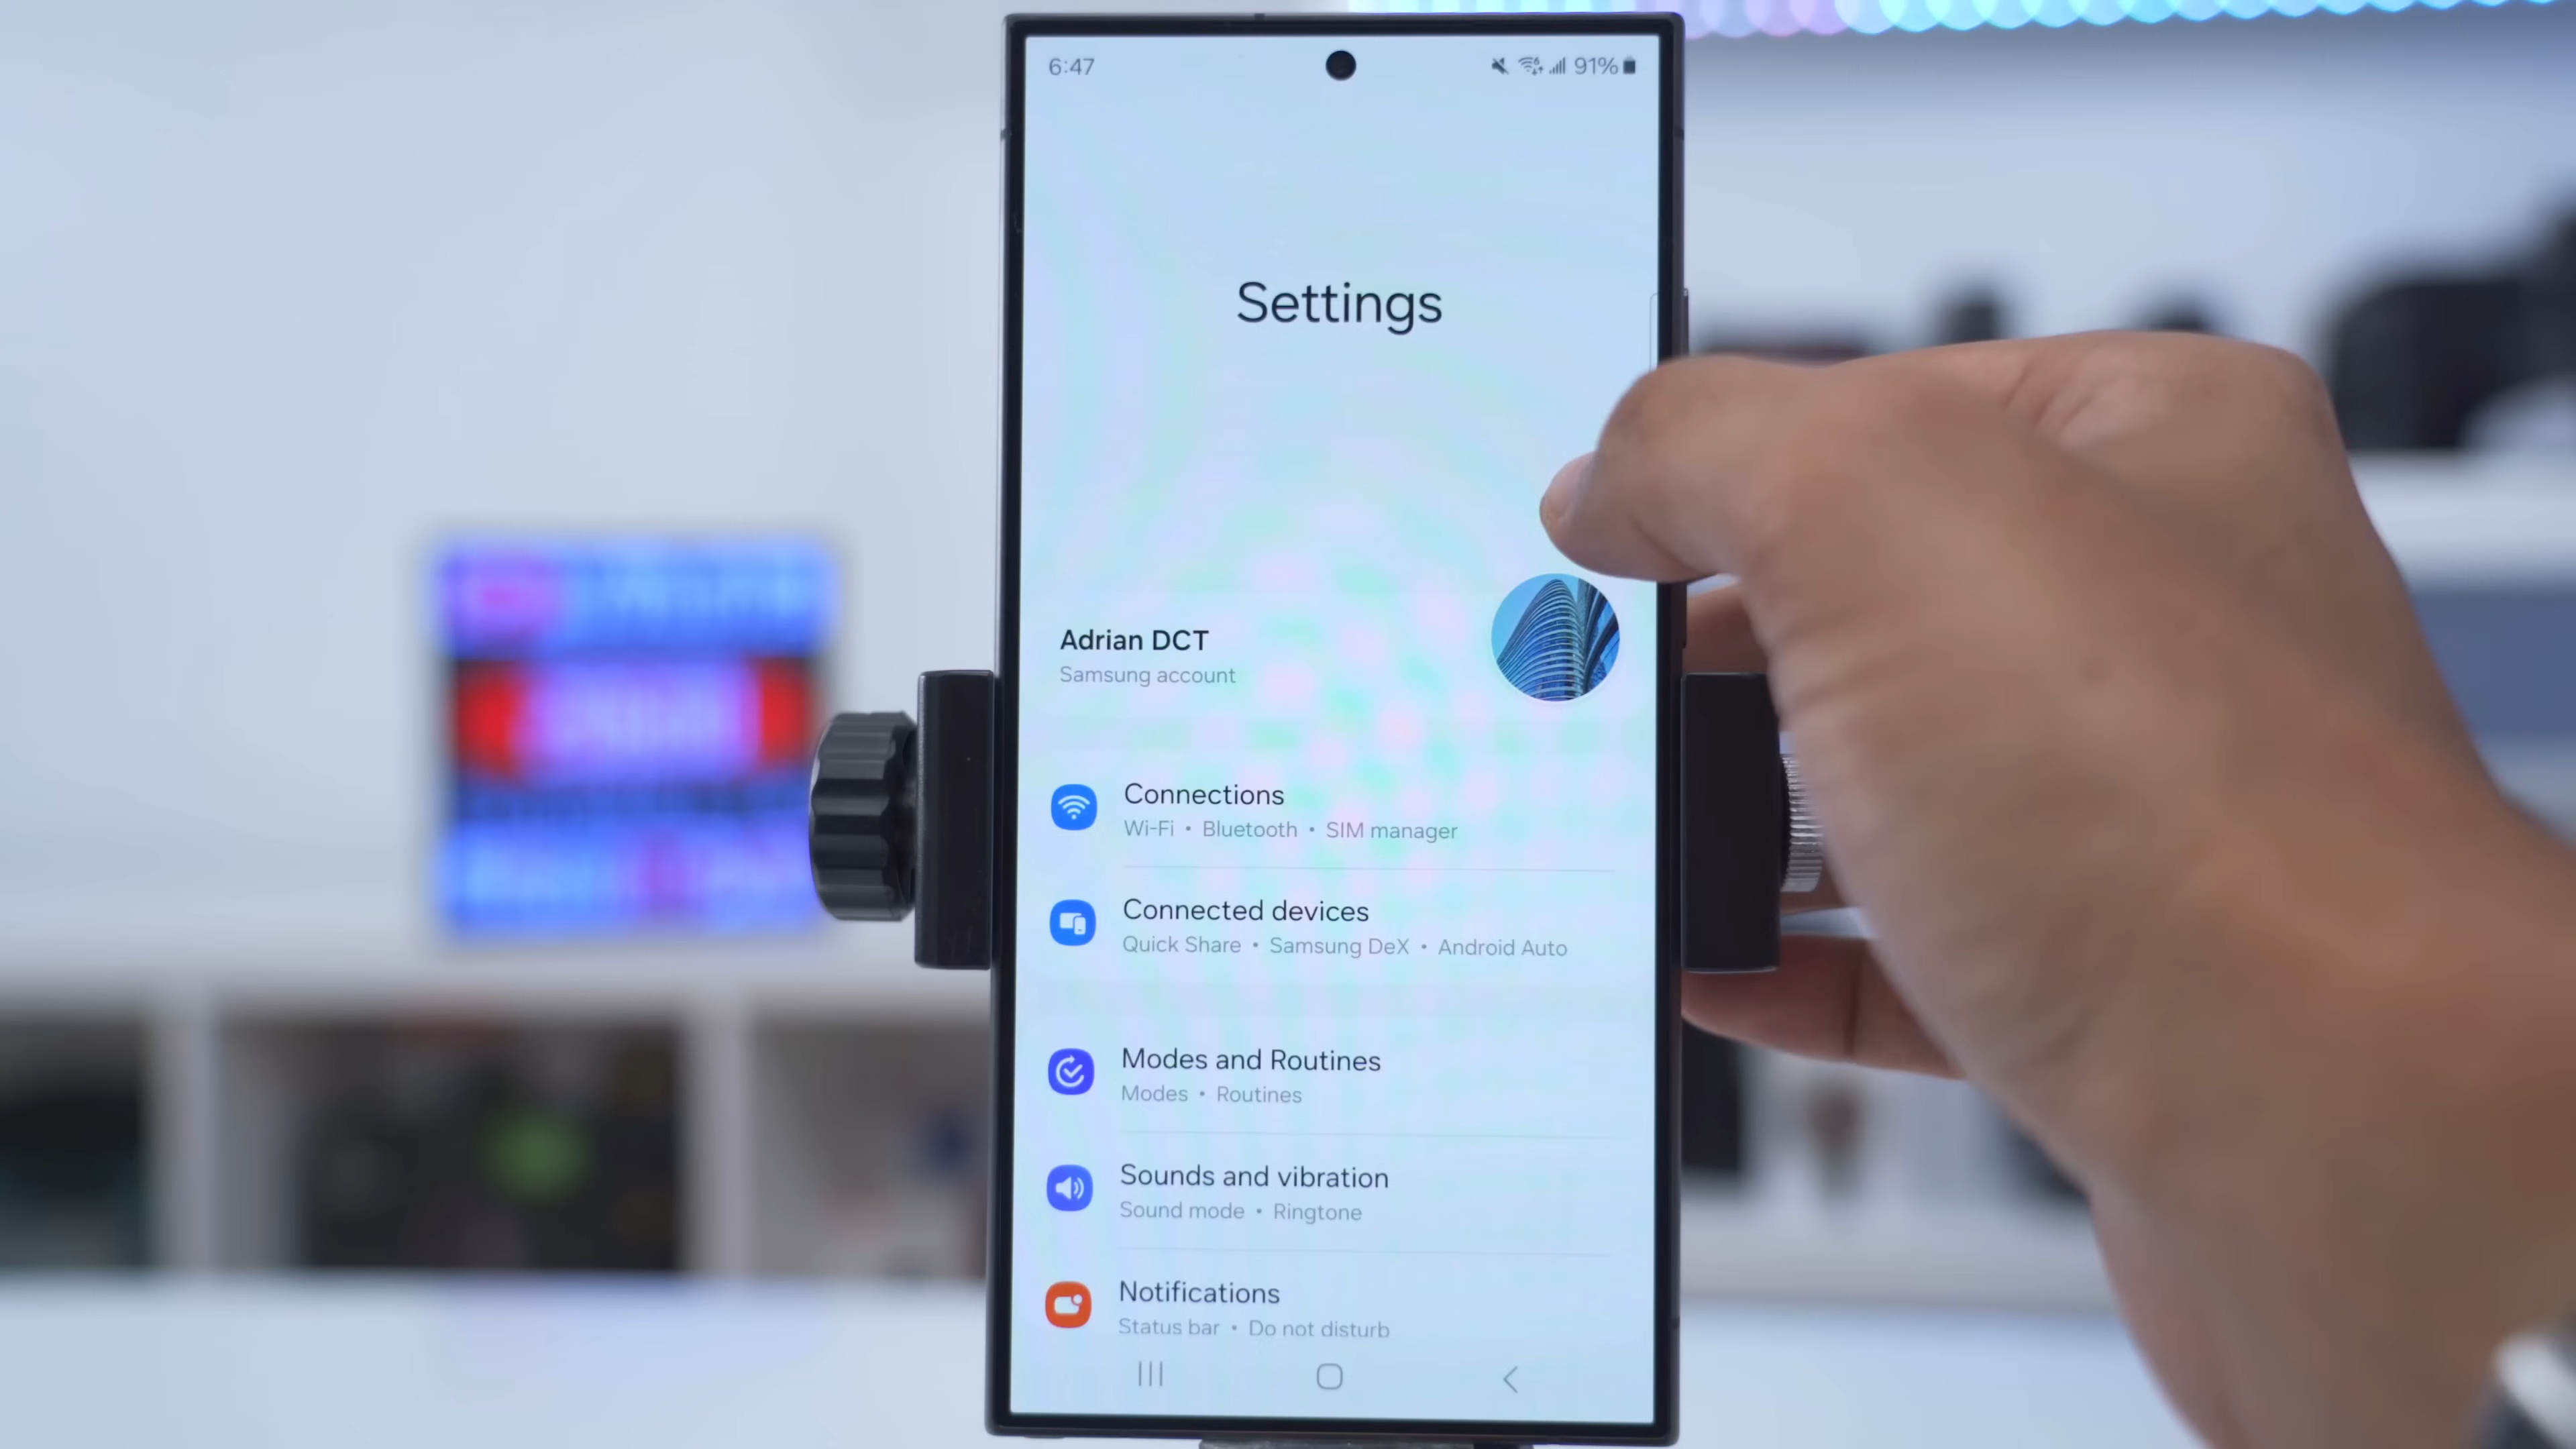 6:47
91%
Settings
Adrian DCT
Samsung account
Connections
Wi-Fi • Bluetooth • SIM manager
Connected devices
Quick Share • Samsung DeX • Android Auto
Modes and Routines
Modes • Routines
Sounds and vibration
Sound mode • Ringtone
Notifications
Status bar • Do not disturb